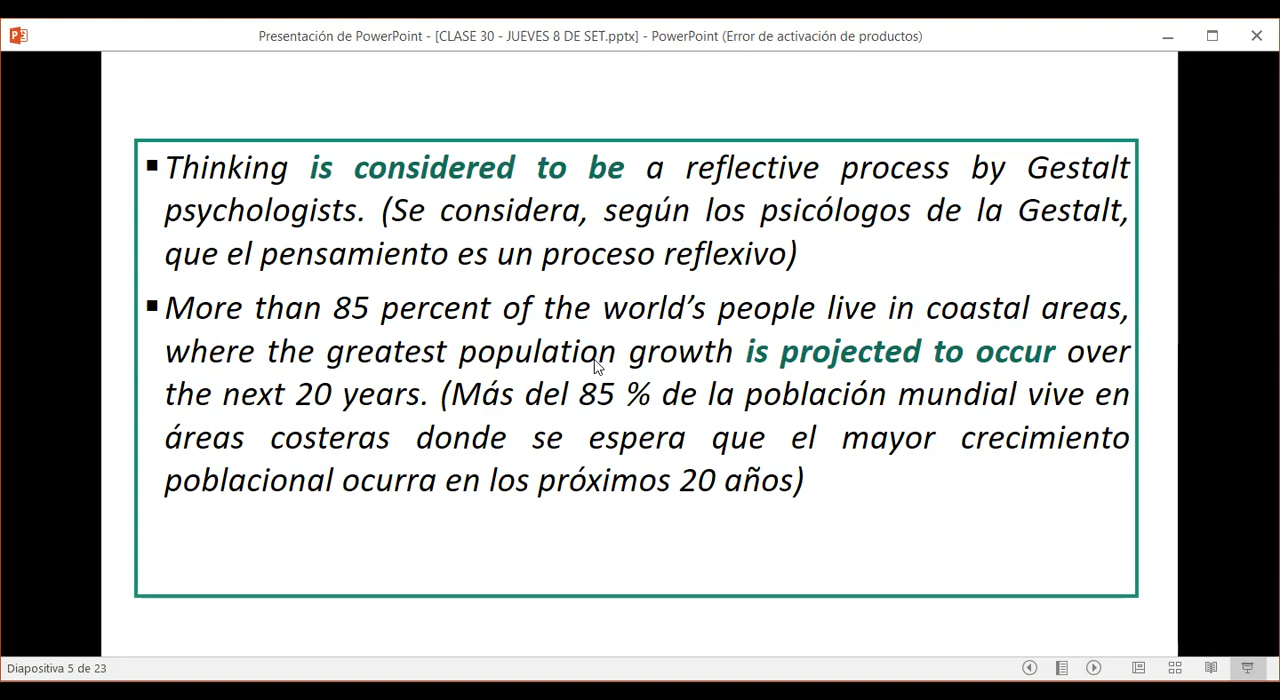 Presentación de PowerPoint - [CLASE 30 - JUEVES 8 DE SET.pptx] - PowerPoint (Error de activación de productos)
▪ Thinking is considered to be a reflective process by Gestalt
psychologists. (Se considera, según los psicólogos de la Gestalt,
que el pensamiento es un proceso reflexivo)
▪ More than 85 percent of the world’s people live in coastal areas,
where the greatest population growth is projected to occur over
the next 20 years. (Más del 85 % de la población mundial vive en
áreas costeras donde se espera que el mayor crecimiento
poblacional ocurra en los próximos 20 años)
Diapositiva 5 de 23